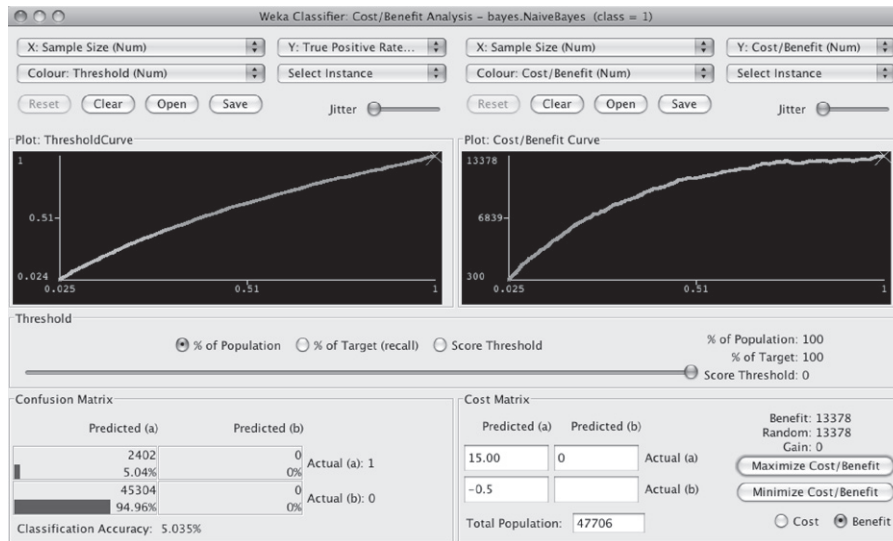 Weka Classifier: Cost/Benefit Analysis – bayes.NaiveBayes (class = 1)
X: Sample Size (Num)
Y: True Positive Rate...
X: Sample Size (Num)
Y: Cost/Benefit (Num)
Colour: Threshold (Num)
Select Instance
Colour: Cost/Benefit (Num)
Select Instance
Reset
Clear
Open
Save
Jitter
Reset
Clear
Open
Save
Jitter
Plot: ThresholdCurve
1
0.51
0.024
0.025
0.51
1
Plot: Cost/Benefit Curve
13378
6839
300
0.025
0.51
1
Threshold
% of Population
% of Target (recall)
Score Threshold
% of Population: 100
% of Target: 100
Score Threshold: 0
Confusion Matrix
Predicted (a)
Predicted (b)
2402
0
5.04%
0%
Actual (a): 1
45304
0
94.96%
0%
Actual (b): 0
Classification Accuracy: 5.035%
Cost Matrix
Predicted (a)
Predicted (b)
15.00
0
Actual (a)
-0.5
Actual (b)
Total Population: 47706
Benefit: 13378
Random: 13378
Gain: 0
Maximize Cost/Benefit
Minimize Cost/Benefit
Cost
Benefit